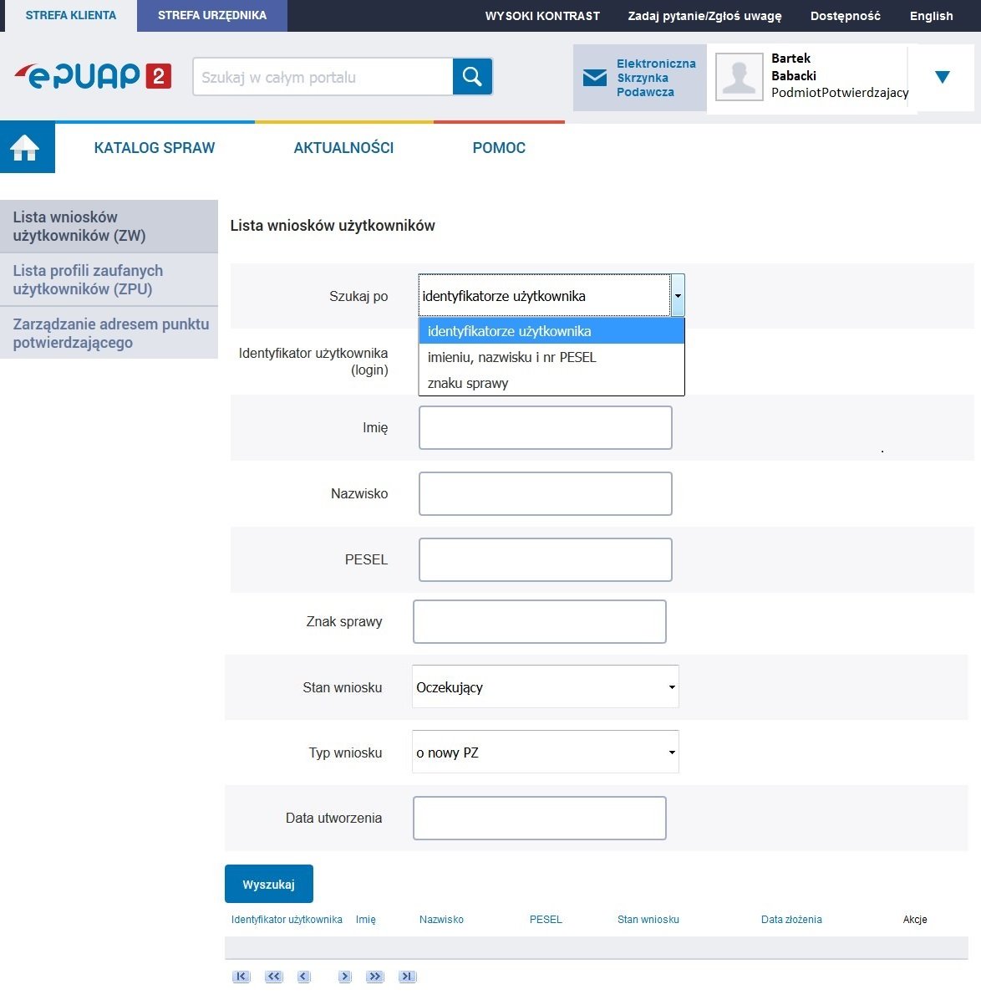 STREFA KLIENTA
STREFA URZĘDNIKA
WYSOKI KONTRAST
Zadaj pytanie/Zgłoś uwagę
Dostępność
English
ePUAP 2
Szukaj w całym portalu
Elektroniczna
Skrzynka
Podawcza
Bartek
Babacki
PodmiotPotwierdzajacy
KATALOG SPRAW
AKTUALNOŚCI
POMOC
Lista wniosków
użytkowników (ZW)
Lista profili zaufanych
użytkowników (ZPU)
Zarządzanie adresem punktu
potwierdzającego
Lista wniosków użytkowników
Szukaj po
identyfikatorze użytkownika
identyfikatorze użytkownika
imieniu, nazwisku i nr PESEL
znaku sprawy
Identyfikator użytkownika
(login)
Imię
.
Nazwisko
PESEL
Znak sprawy
Stan wniosku
Oczekujący
Typ wniosku
o nowy PZ
Data utworzenia
Wyszukaj
Identyfikator użytkownika
Imię
Nazwisko
PESEL
Stan wniosku
Data złożenia
Akcje